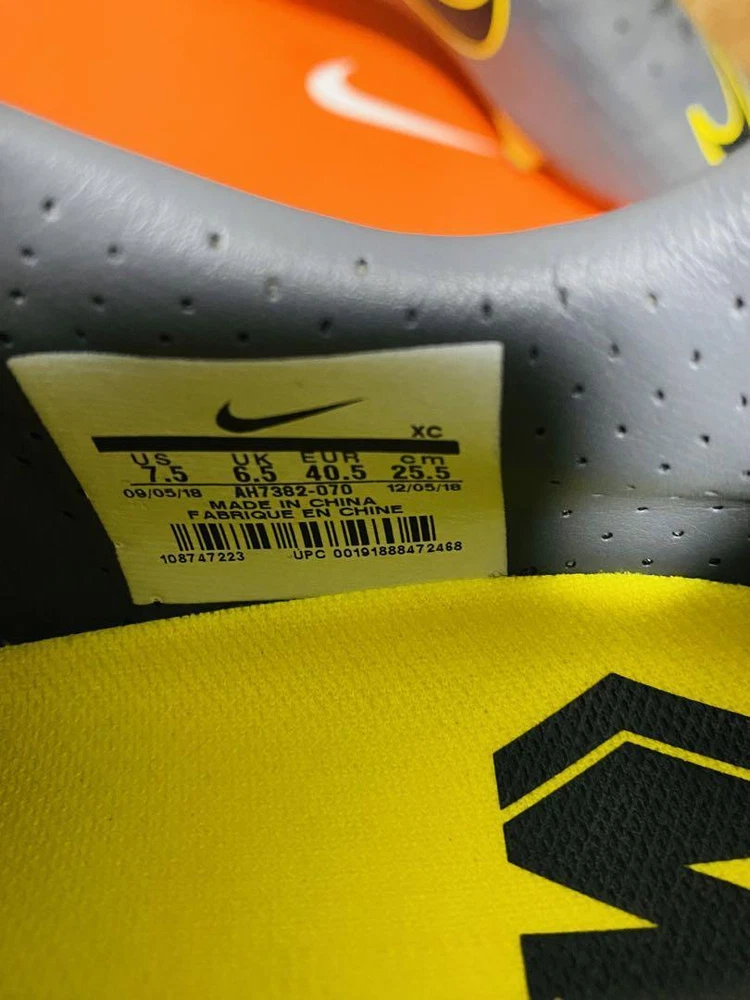 XC
US UK EUR cm
7.5 6.5 40.5 25.5
09/05/18 AH7382-070 12/05/18
MADE IN CHINA
FABRIQUE EN CHINE
108747223 UPC 00191888472468